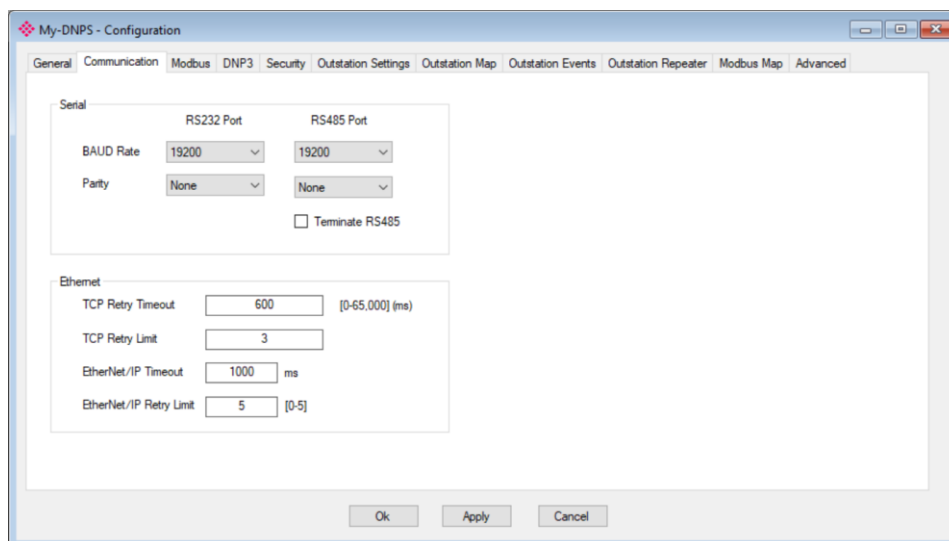 My-DNPS - Configuration
General Communication Modbus DNP3 Security Outstation Settings Outstation Map Outstation Events Outstation Repeater Modbus Map Advanced
Serial
RS232 Port RS485 Port
BAUD Rate 19200 19200
Parity None None
Terminate RS485
Ethernet
TCP Retry Timeout 600 [0-65,000] (ms)
TCP Retry Limit 3
EtherNet/IP Timeout 1000 ms
EtherNet/IP Retry Limit 5 [0-5]
Ok Apply Cancel